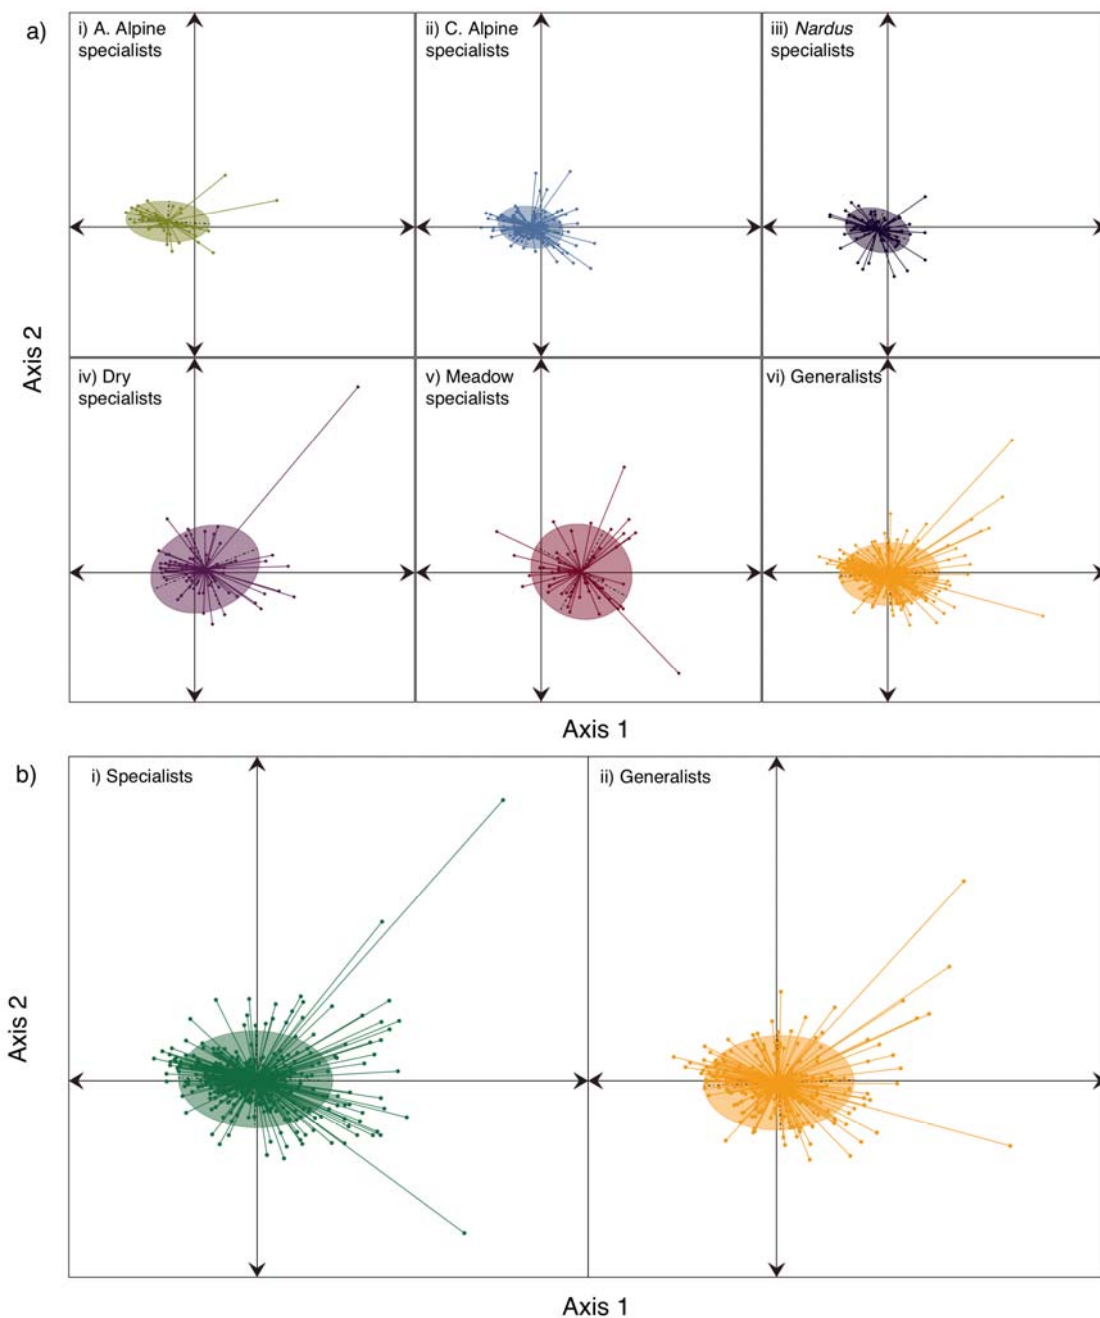 a)
i) A. Alpine
specialists
ii) C. Alpine
specialists
iii) Nardus
specialists
Axis 2
iv) Dry
specialists
v) Meadow
specialists
vi) Generalists
Axis 1
b)
i) Specialists
ii) Generalists
Axis 2
Axis 1